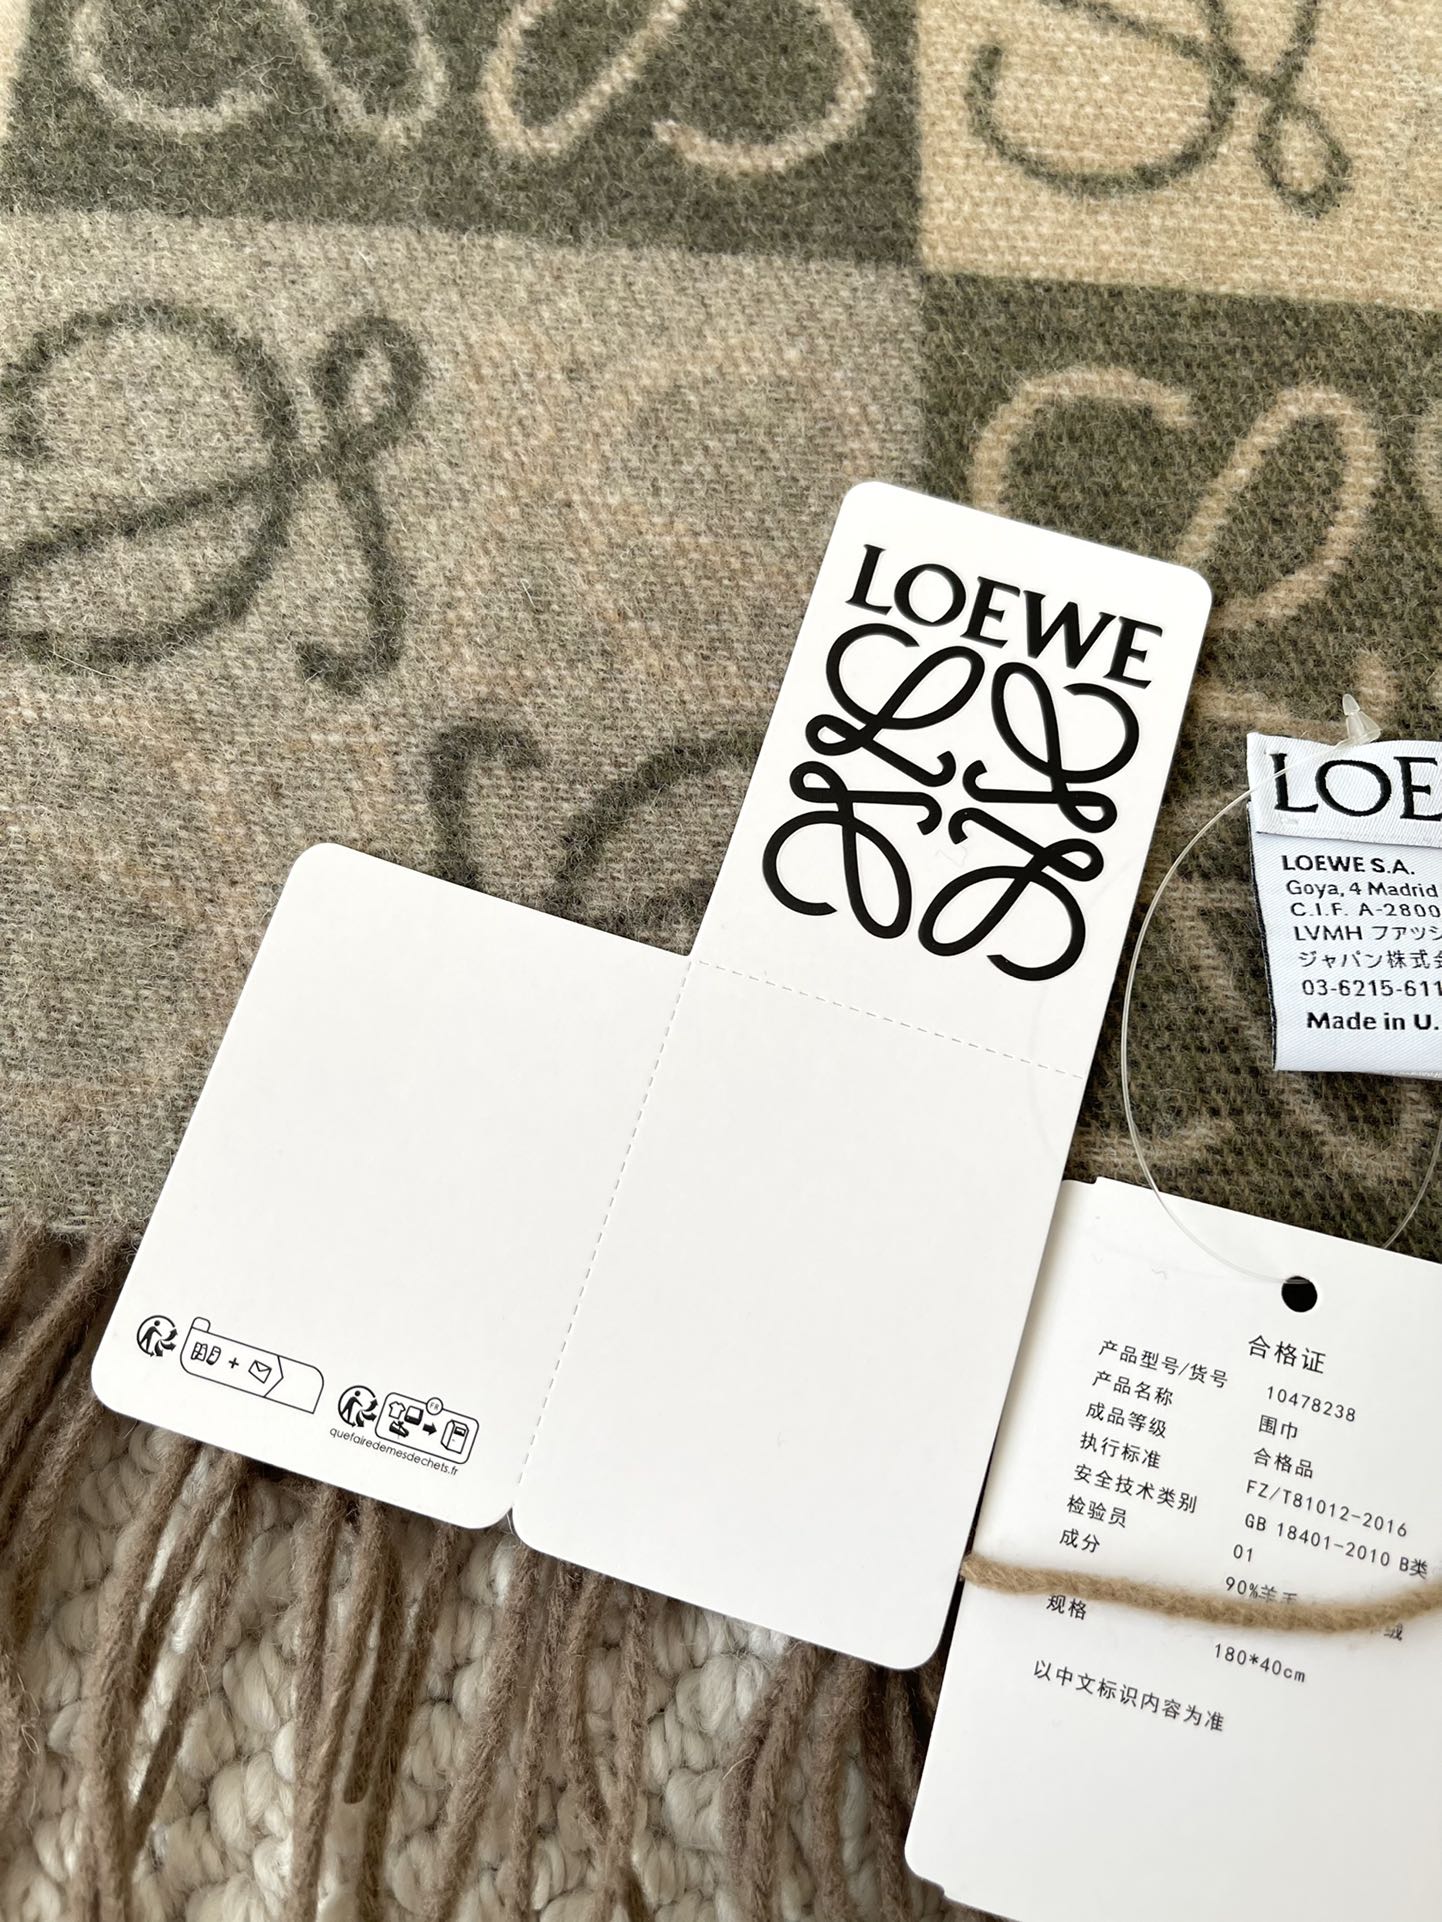 LOEWE
LOE
LOEWE S.A.
Goya, 4 Madrid
C.I.F. A-2800
LVMH ファッシ
ジャパン株式会
03-6215-611
Made in U.
合格证
产品型号/货号 10478238
产品名称 围巾
成品等级 合格品
执行标准 FZ/T81012-2016
安全技术类别 GB 18401-2010 B类
检验员 01
成分 90%羊毛
绒
规格 180*40cm
以中文标识内容为准
FR
quefairedemesdechets.fr